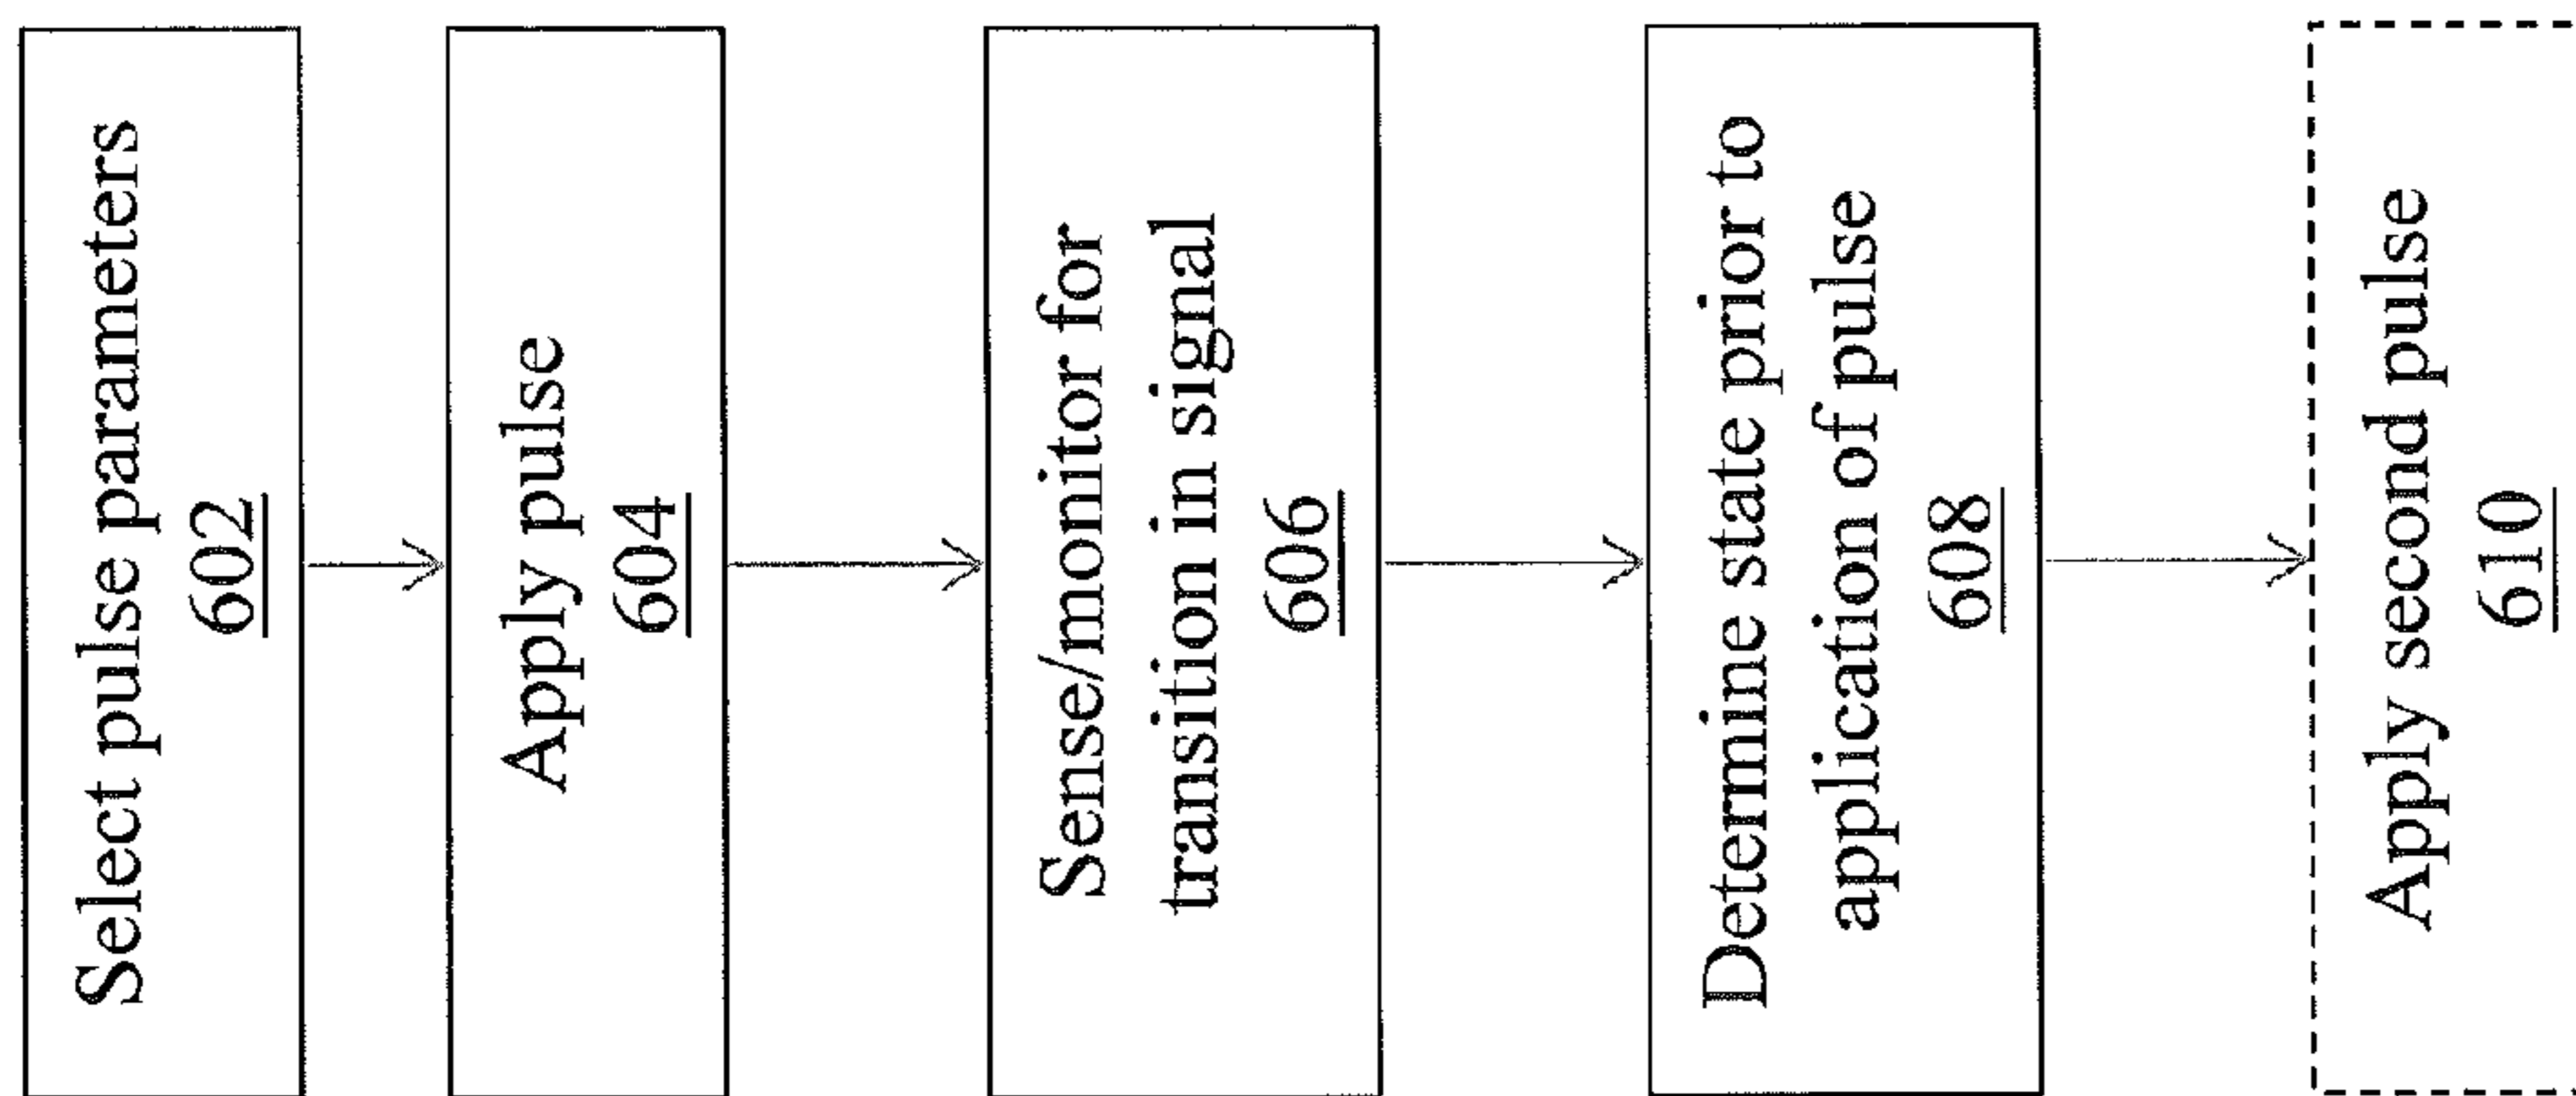 Select pulse parameters
602
Apply pulse
604
Sense/monitor for
transition in signal
606
Determine state prior to
application of pulse
608
Apply second pulse
610